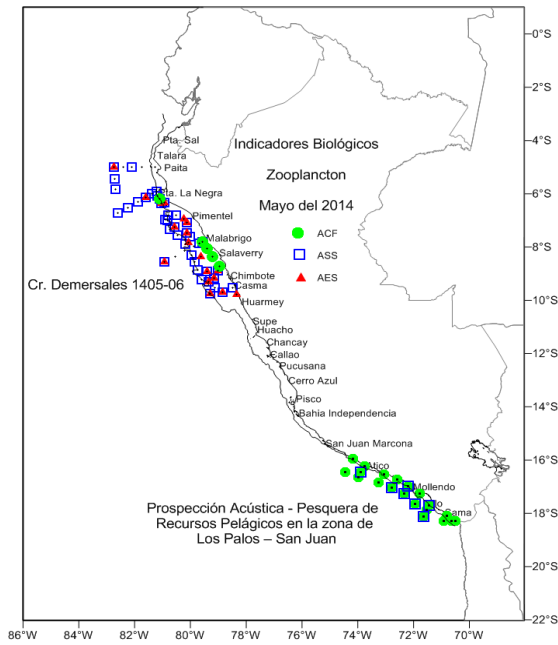 0°S
2°S
4°S
6°S
8°S
10°S
12°S
14°S
16°S
18°S
20°S
22°S
86°W
84°W
82°W
80°W
78°W
76°W
74°W
72°W
70°W
Indicadores Biológicos
Zooplancton
Mayo del 2014
ACF
ASS
AES
Pta. Sal
Talara
Paita
Pta. La Negra
Pimentel
Malabrigo
Salaverry
Chimbote
Casma
Huarmey
Cr. Demersales 1405-06
Supe
Huacho
Chancay
Callao
Pucusana
Cerro Azul
Pisco
Bahia Independencia
San Juan Marcona
Mollendo
Sama
Prospección Acústica - Pesquera de
Recursos Pelágicos en la zona de
Los Palos – San Juan